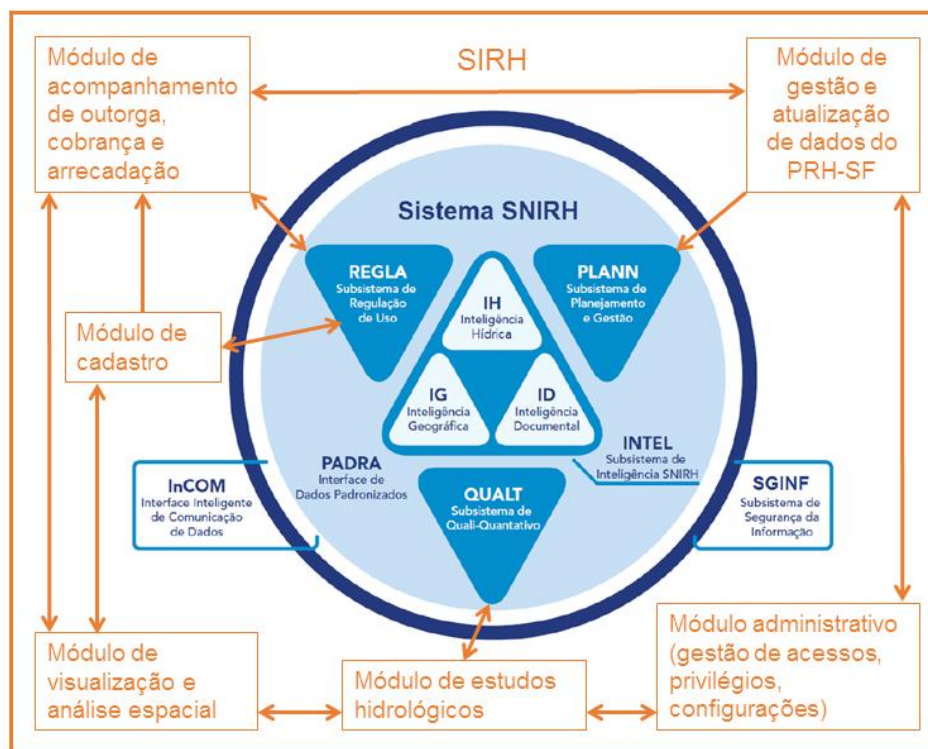 Módulo de
acompanhamento
de outorga,
cobrança e
arrecadação
SIRH
Módulo de
gestão e
atualização
de dados do
PRH-SF
Sistema SNIRH
REGLA
Subsistema de
Regulação
de Uso
PLANN
Subsistema de
Planejamento
e Gestão
IH
Inteligência
Hídrica
Módulo de
cadastro
IG
Inteligência
Geográfica
ID
Inteligência
Documental
InCOM
Interface Inteligente
de Comunicação
de Dados
PADRA
Interface de
Dados Padronizados
INTEL
Subsistema de
Inteligência SNIRH
QUALT
Subsistema de
Quali-Quantativo
SGINF
Subsistema de
Segurança da
Informação
Módulo de
visualização e
análise espacial
Módulo de estudos
hidrológicos
Módulo administrativo
(gestão de acessos,
privilégios,
configurações)